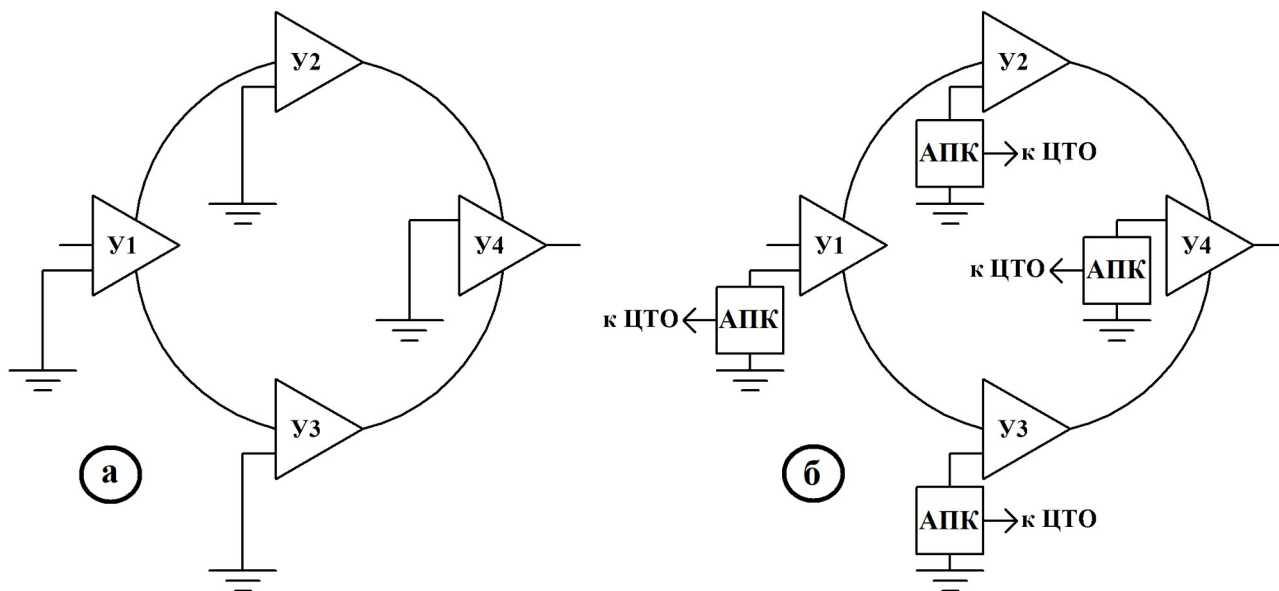 У2
У1
У4
У3
а
У2
АПК
к ЦТО
У1
У4
к ЦТО
АПК
к ЦТО
АПК
У3
б
АПК
к ЦТО